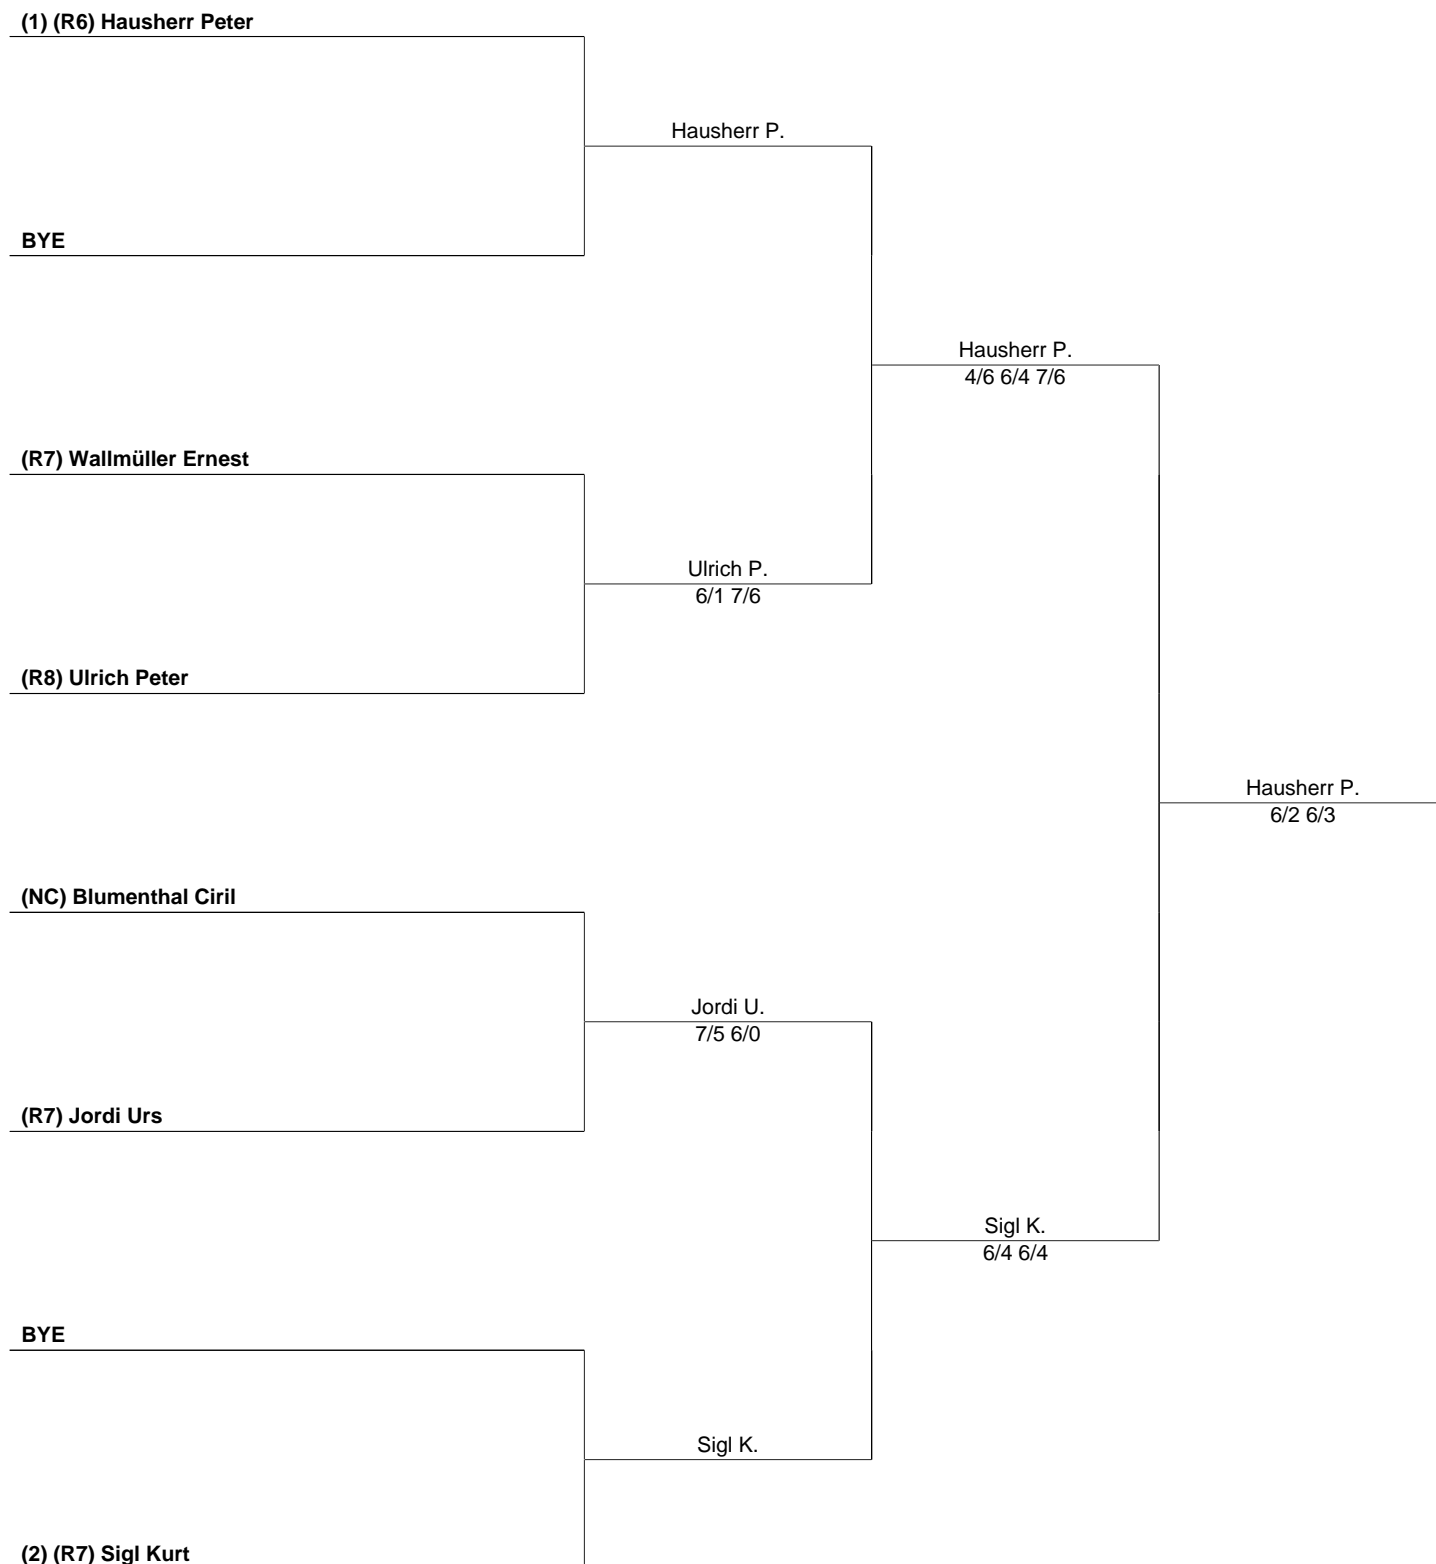 (1) (R6) Hausherr Peter
Hausherr P.
BYE
Hausherr P.
4/6 6/4 7/6
(R7) Wallmüller Ernest
Ulrich P.
6/1 7/6
(R8) Ulrich Peter
Hausherr P.
6/2 6/3
(NC) Blumenthal Ciril
Jordi U.
7/5 6/0
(R7) Jordi Urs
Sigl K.
6/4 6/4
BYE
Sigl K.
(2) (R7) Sigl Kurt